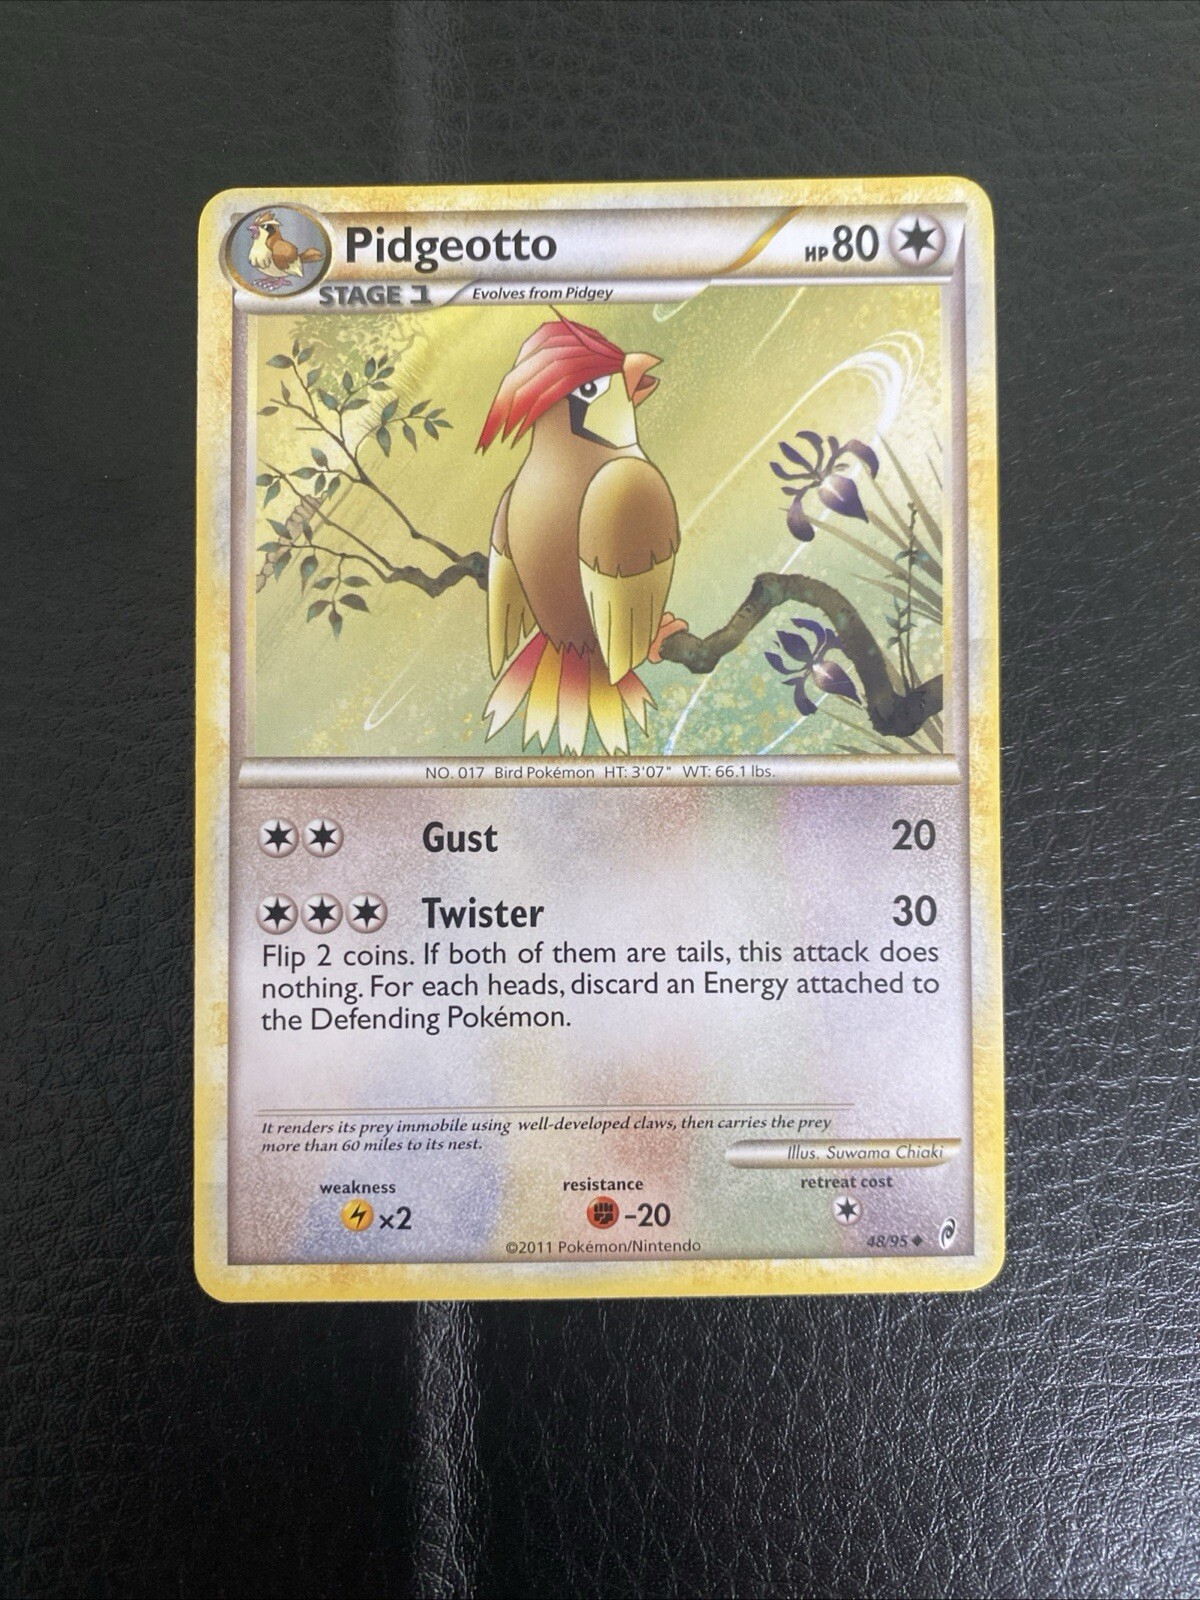 Pidgeotto
HP 80
STAGE 1
Evolves from Pidgey
NO. 017 Bird Pokémon HT: 3'07" WT: 66.1 lbs.
Gust 20
Twister 30
Flip 2 coins. If both of them are tails, this attack does
nothing. For each heads, discard an Energy attached to
the Defending Pokémon.
It renders its prey immobile using well-developed claws, then carries the prey
more than 60 miles to its nest.
Illus. Suwama Chiaki
weakness resistance retreat cost
×2 -20
©2011 Pokémon/Nintendo 48/95